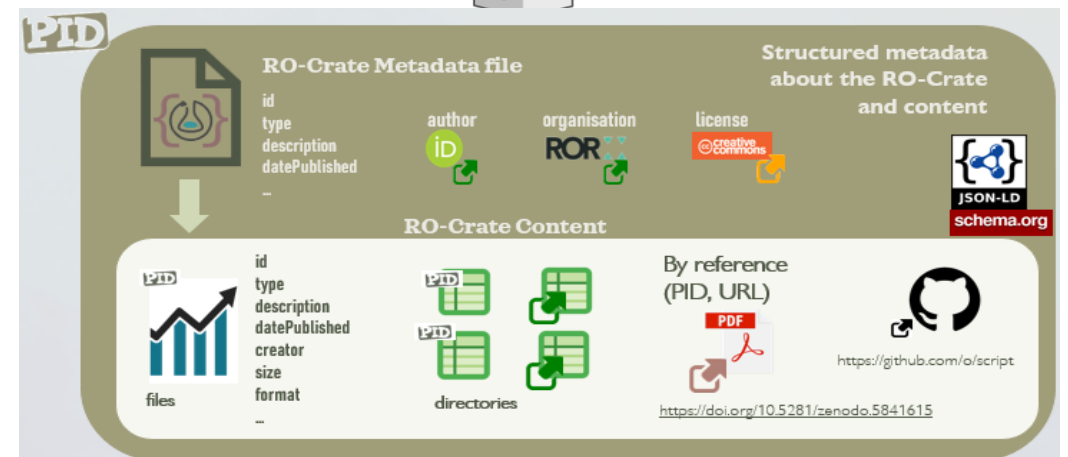 PID
RO-Crate Metadata file
id
type
description
datePublished
...
author
iD
organisation
ROR
license
cc creative
commons
Structured metadata
about the RO-Crate
and content
JSON-LD
schema.org
RO-Crate Content
PID
files
id
type
description
datePublished
creator
size
format
...
PID
PID
directories
By reference
(PID, URL)
PDF
https://doi.org/10.5281/zenodo.5841615
https://github.com/o/script